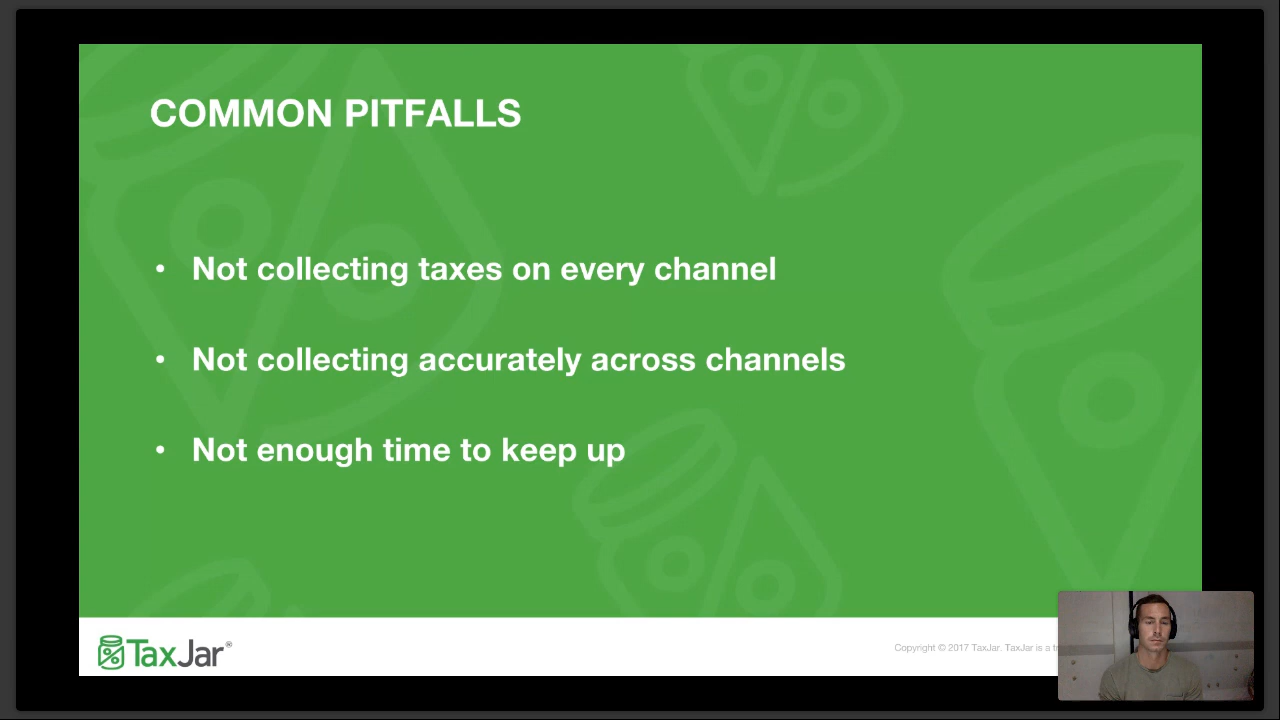 COMMON PITFALLS
• Not collecting taxes on every channel
• Not collecting accurately across channels
• Not enough time to keep up
TaxJar®
Copyright © 2017 TaxJar. TaxJar is a